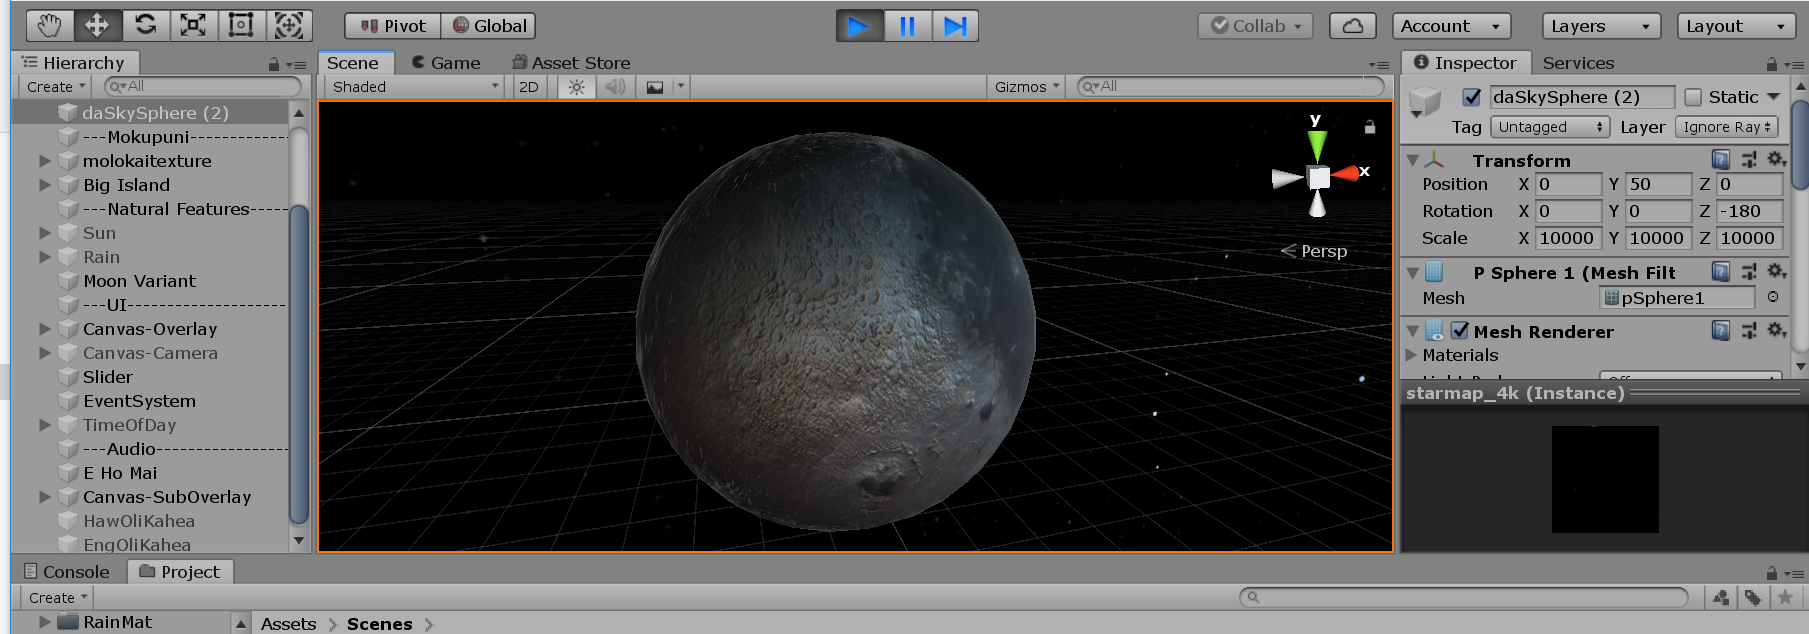 Pivot Global Collab Account Layers Layout
Hierarchy
Create All
daSkySphere (2)
---Mokupuni-----------
molokaitexture
Big Island
---Natural Features-----
Sun
Rain
Moon Variant
---UI------------------
Canvas-Overlay
Canvas-Camera
Slider
EventSystem
TimeOfDay
---Audio---------------
E Ho Mai
Canvas-SubOverlay
HawOliKahea
EngOliKahea
Scene Game Asset Store
Shaded 2D Gizmos All
y
x
Persp
Inspector Services
daSkySphere (2) Static
Tag Untagged Layer Ignore Ray
Transform
Position X 0 Y 50 Z 0
Rotation X 0 Y 0 Z -180
Scale X 10000 Y 10000 Z 10000
P Sphere 1 (Mesh Filt
Mesh pSphere1
Mesh Renderer
Materials
starmap_4k (Instance)
Console Project
Create
RainMat
Assets > Scenes >